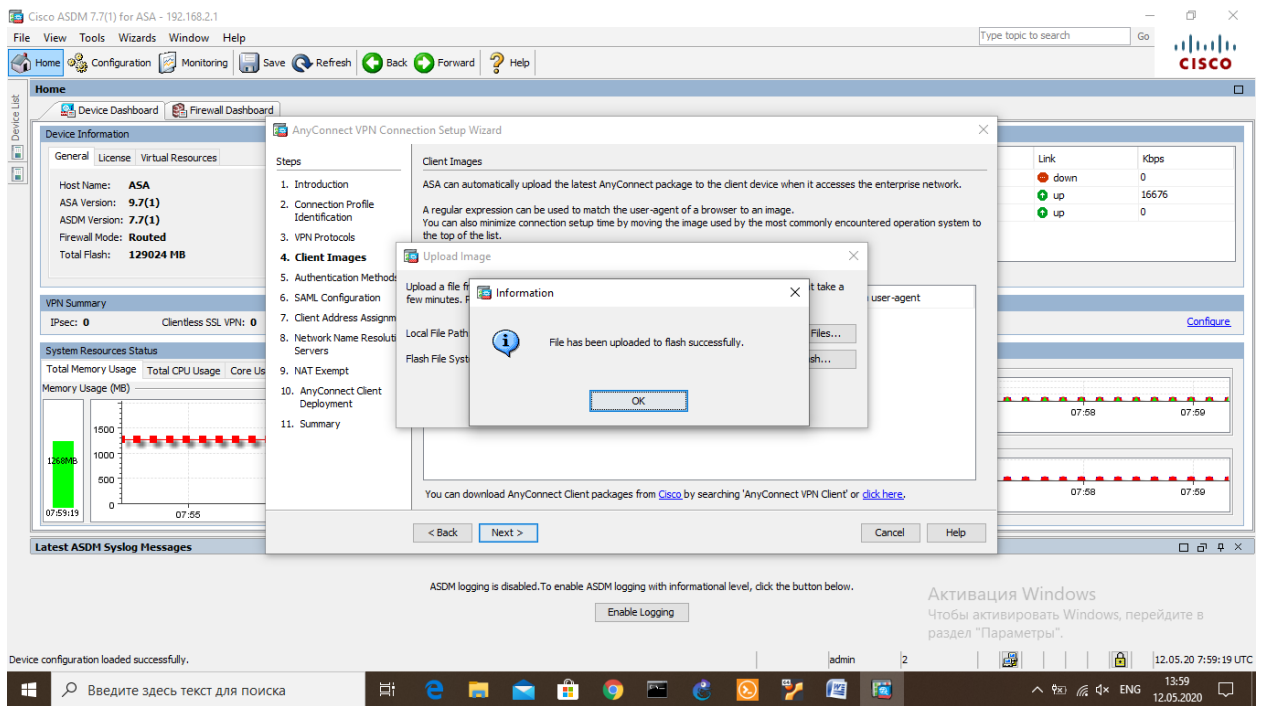 Cisco ASDM 7.7(1) for ASA - 192.168.2.1
File View Tools Wizards Window Help
Type topic to search Go
Home Configuration Monitoring Save Refresh Back Forward Help
CISCO
Device List
Home
Device Dashboard Firewall Dashboard
Device Information
General License Virtual Resources
Host Name: ASA
ASA Version: 9.7(1)
ASDM Version: 7.7(1)
Firewall Mode: Routed
Total Flash: 129024 MB
Link Kbps
down 0
up 16676
up 0
VPN Summary
IPsec: 0 Clientless SSL VPN: 0
Configure
System Resources Status
Total Memory Usage Total CPU Usage Core Us
Memory Usage (MB)
1500
1000
500
0
1268MB
07:59:19
07:55
07:58 07:59
07:58 07:59
AnyConnect VPN Connection Setup Wizard
Steps
1. Introduction
2. Connection Profile
Identification
3. VPN Protocols
4. Client Images
5. Authentication Methods
6. SAML Configuration
7. Client Address Assignm
8. Network Name Resoluti
Servers
9. NAT Exempt
10. AnyConnect Client
Deployment
11. Summary
Client Images
ASA can automatically upload the latest AnyConnect package to the client device when it accesses the enterprise network.
A regular expression can be used to match the user-agent of a browser to an image.
You can also minimize connection setup time by moving the image used by the most commonly encountered operation system to
the top of the list.
user-agent
Upload Image
Upload a file fr
t take a
few minutes. P
Local File Path
Files...
Flash File Syst
sh...
Information
File has been uploaded to flash successfully.
OK
You can download AnyConnect Client packages from Cisco by searching 'AnyConnect VPN Client' or click here.
< Back Next > Cancel Help
Latest ASDM Syslog Messages
ASDM logging is disabled.To enable ASDM logging with informational level, click the button below.
Enable Logging
Активация Windows
Чтобы активировать Windows, перейдите в
раздел "Параметры".
Device configuration loaded successfully.
admin 2 12.05.20 7:59:19 UTC
Введите здесь текст для поиска
ENG
13:59
12.05.2020